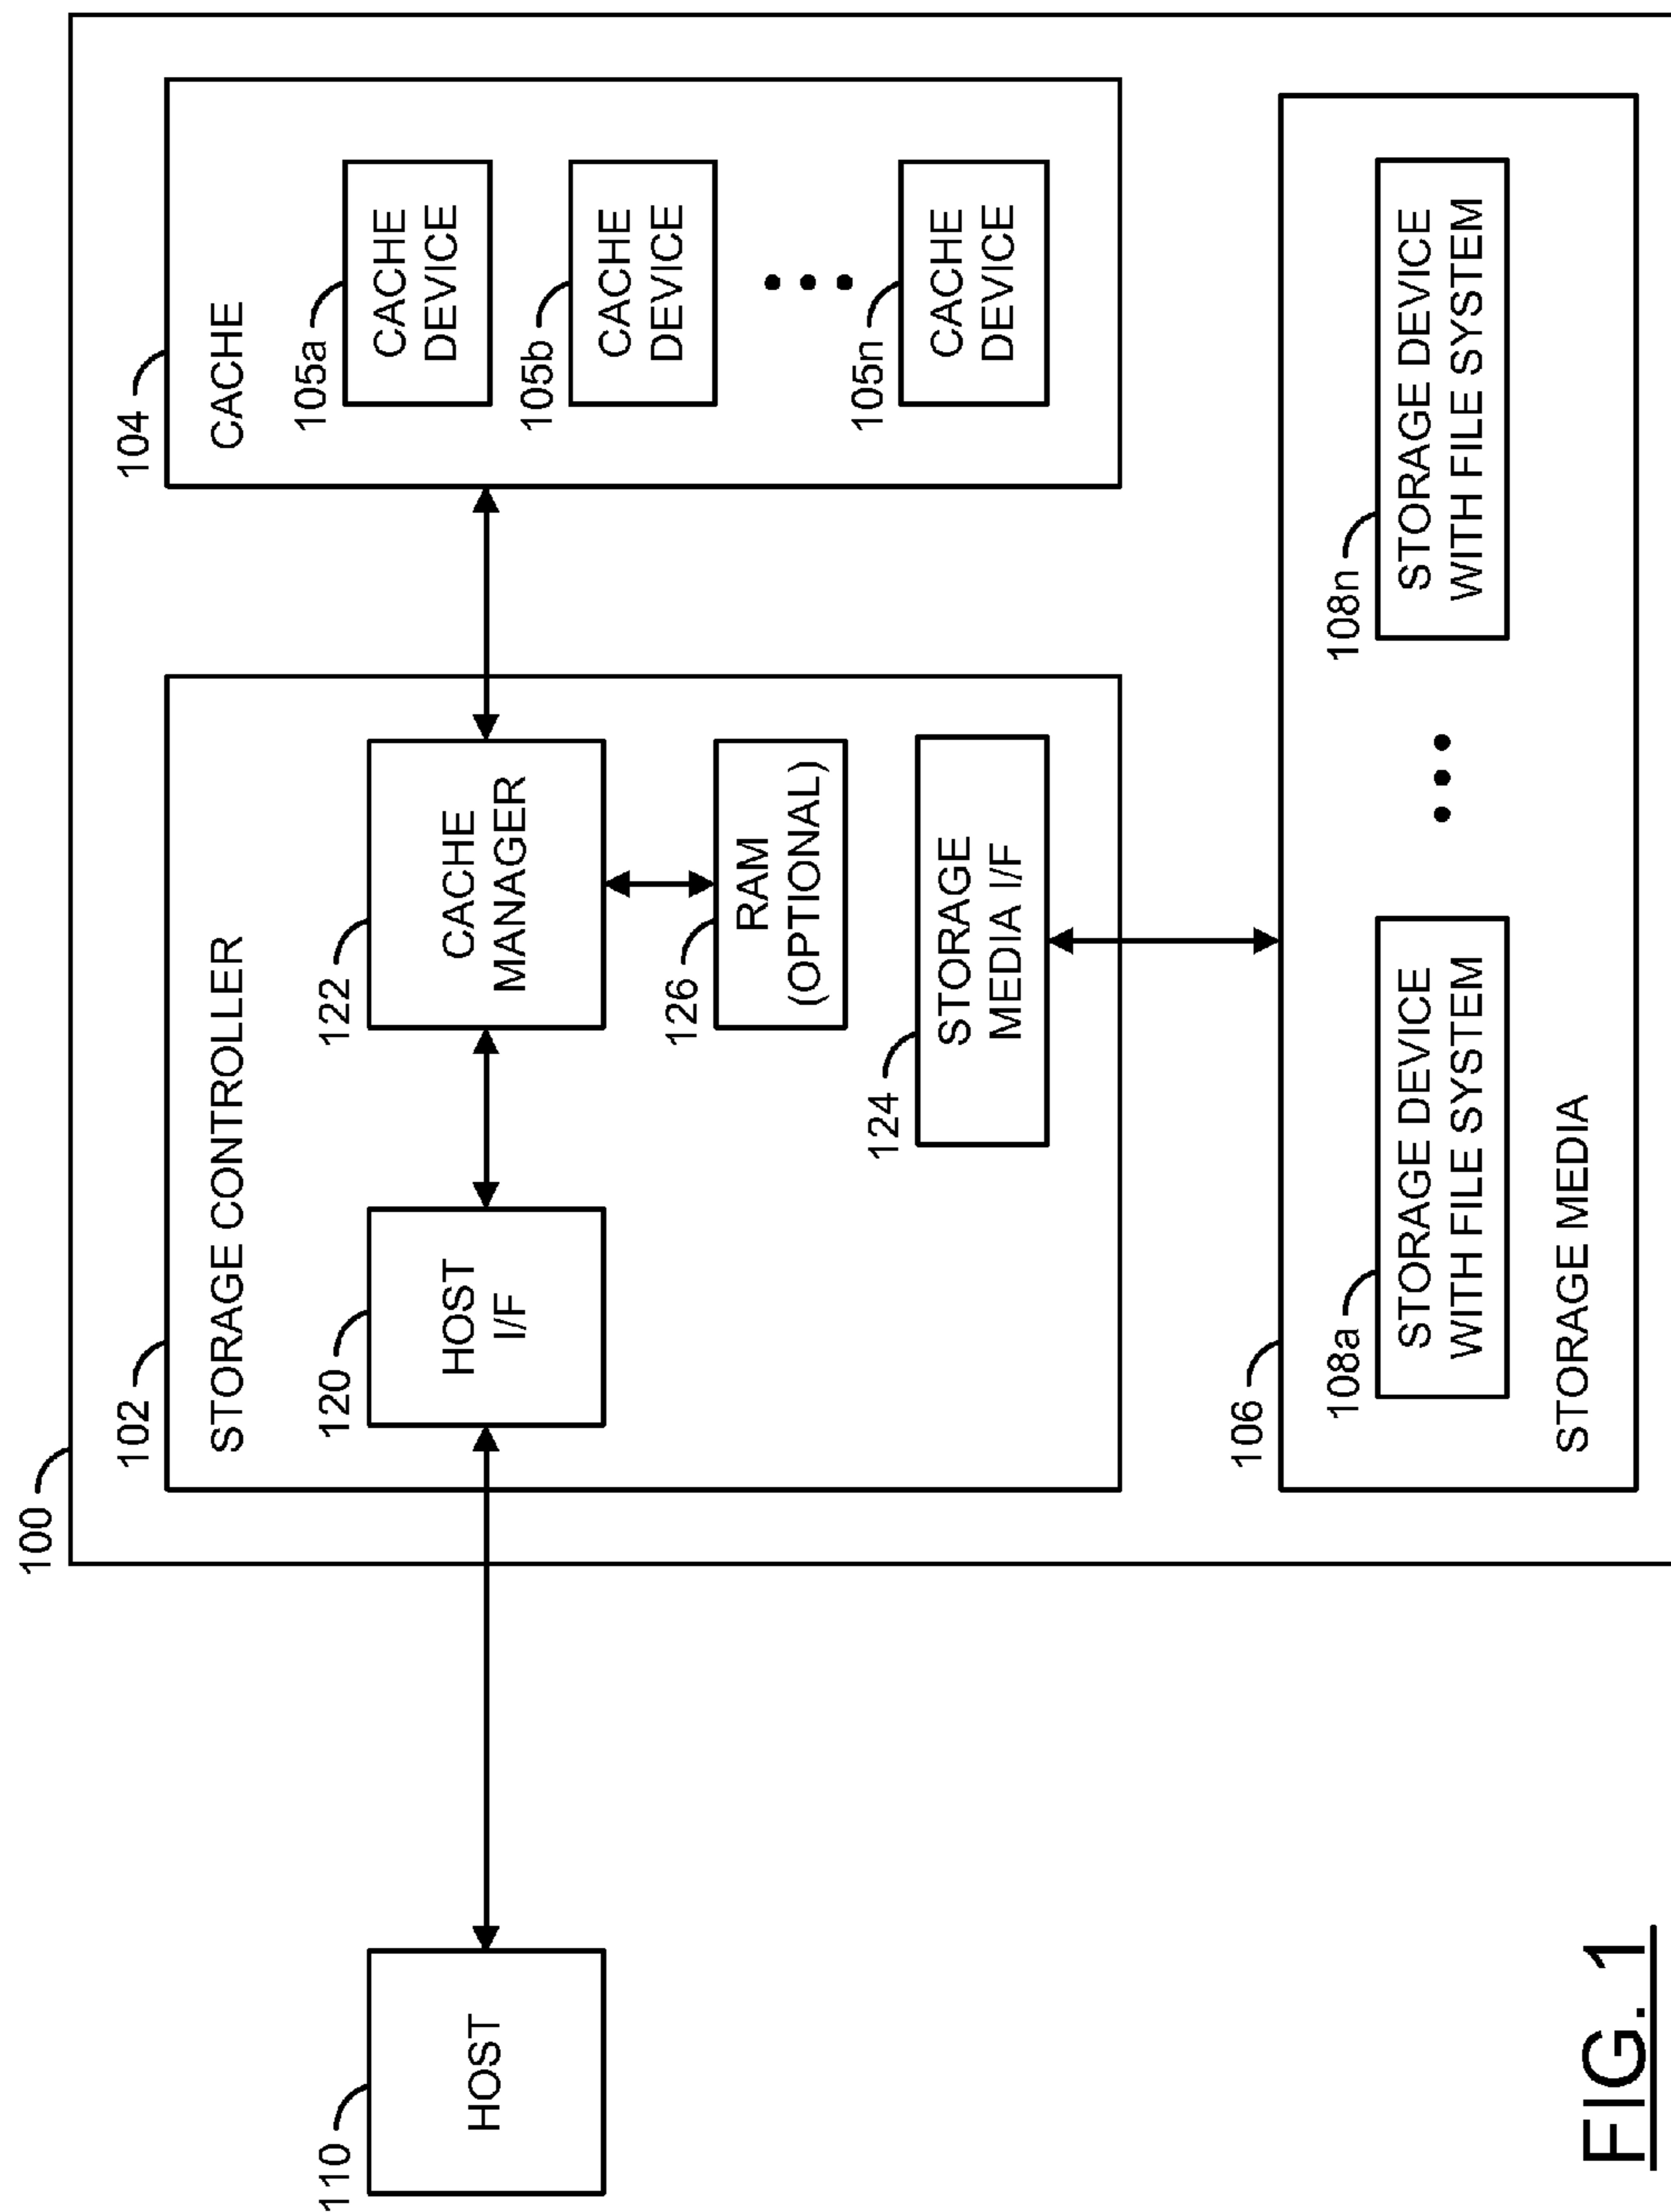 100
102
STORAGE CONTROLLER
104
CACHE
110
HOST
120
HOST
I/F
122
CACHE
MANAGER
126
RAM
(OPTIONAL)
124
STORAGE
MEDIA I/F
105a
CACHE
DEVICE
105b
CACHE
DEVICE
105n
CACHE
DEVICE
106
108a
STORAGE DEVICE
WITH FILE SYSTEM
108n
STORAGE DEVICE
WITH FILE SYSTEM
STORAGE MEDIA
FIG. 1